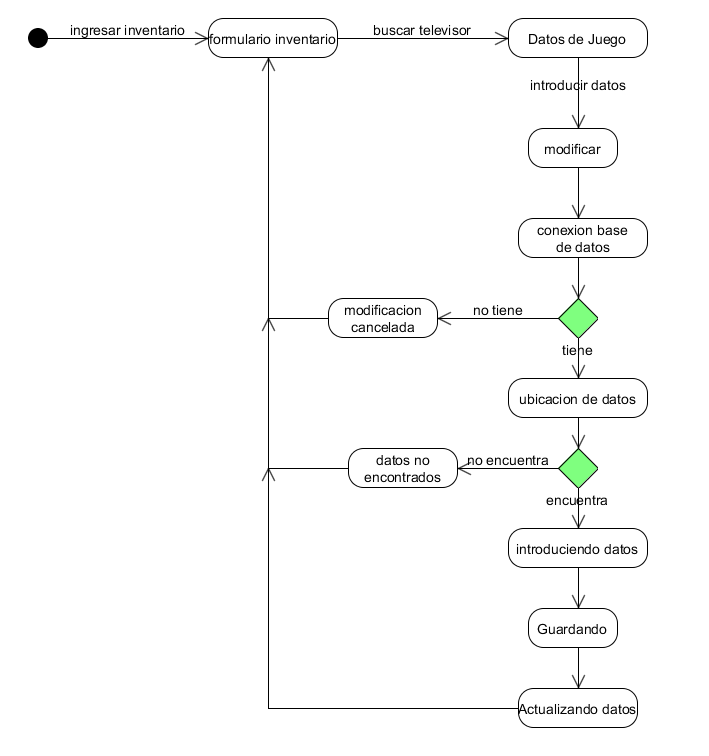 ingresar inventario
formulario inventario
buscar televisor
Datos de Juego
introducir datos
modificar
conexion base
de datos
modificacion
cancelada
no tiene
tiene
ubicacion de datos
datos no
encontrados
no encuentra
encuentra
introduciendo datos
Guardando
Actualizando datos